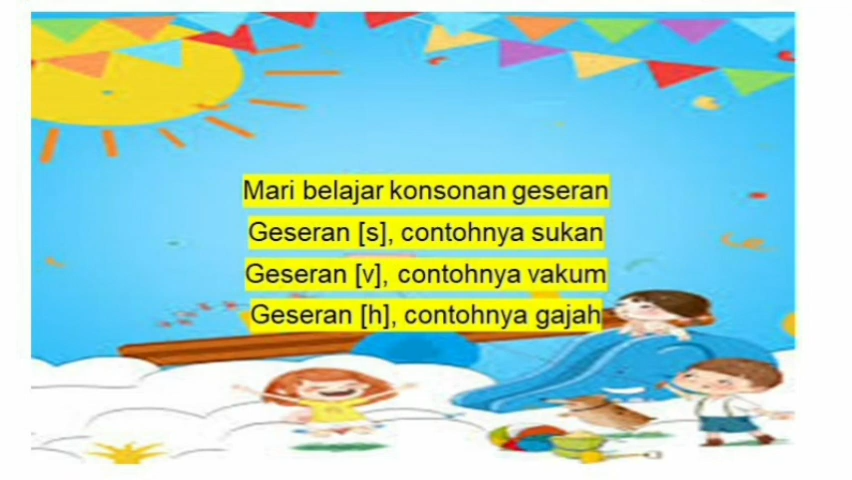 Mari belajar konsonan geseran
Geseran [s], contohnya sukan
Geseran [v], contohnya vakum
Geseran [h], contohnya gajah